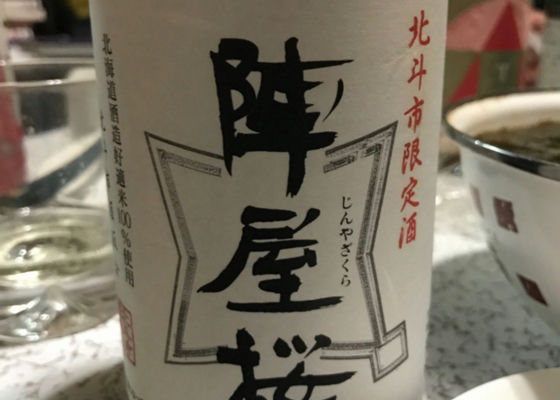 北斗市限定酒
陣屋桜
じんやざくら
北海道酒造好適米100%使用